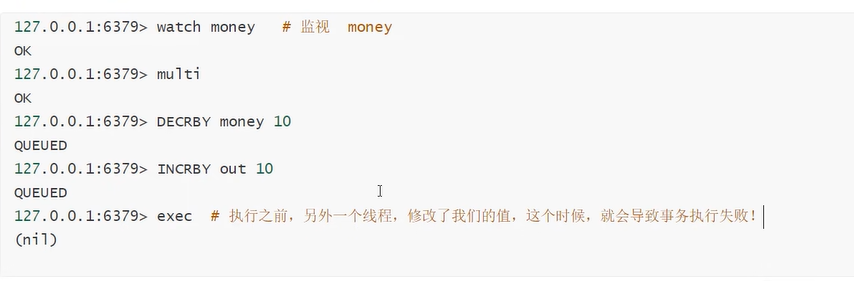 127.0.0.1:6379> watch money # 监视 money
OK
127.0.0.1:6379> multi
OK
127.0.0.1:6379> DECRBY money 10
QUEUED
127.0.0.1:6379> INCRBY out 10
QUEUED
127.0.0.1:6379> exec # 执行之前，另外一个线程，修改了我们的值，这个时候，就会导致事务执行失败！
(nil)